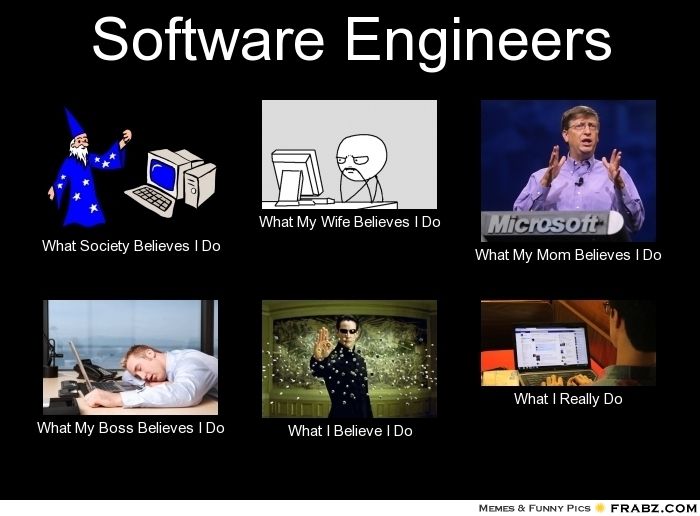 Software Engineers
What Society Believes I Do
What My Wife Believes I Do
Microsoft
What My Mom Believes I Do
What My Boss Believes I Do
What I Believe I Do
What I Really Do
MEMES & FUNNY PICS FRABZ.COM